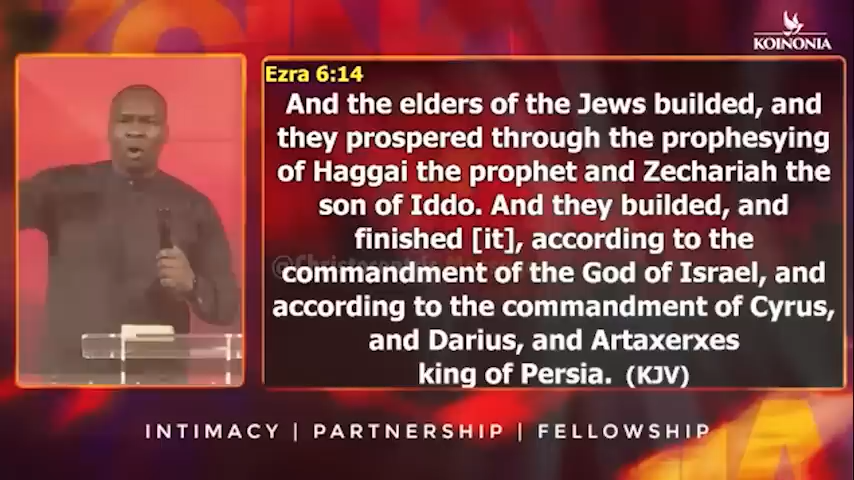 KOINONIA
Ezra 6:14
And the elders of the Jews builded, and
they prospered through the prophesying
of Haggai the prophet and Zechariah the
son of Iddo. And they builded, and
finished [it], according to the
commandment of the God of Israel, and
according to the commandment of Cyrus,
and Darius, and Artaxerxes
king of Persia. (KJV)
INTIMACY | PARTNERSHIP | FELLOWSHIP